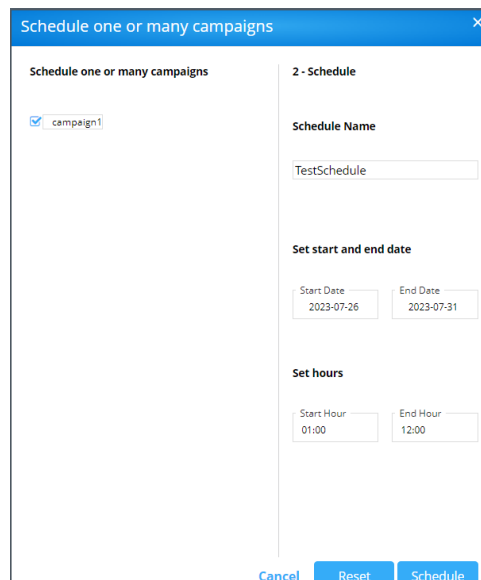 Schedule one or many campaigns
Schedule one or many campaigns
campaign1
2 - Schedule
Schedule Name
TestSchedule
Set start and end date
Start Date
2023-07-26
End Date
2023-07-31
Set hours
Start Hour
01:00
End Hour
12:00
Cancel
Reset
Schedule